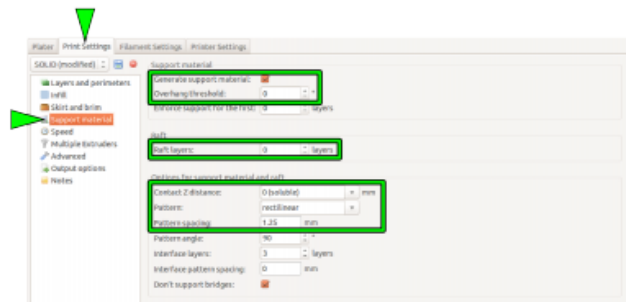 Plater Print Settings Filament Settings Printer Settings
SOLID (modified)
Layers and perimeters
Infill
Skirt and brim
Support material
Speed
Multiple Extruders
Advanced
Output options
Notes
Support material
Generate support material:
Overhang threshold: 0 °
Enforce support for the first: 0 layers
Raft
Raft layers: 0 layers
Options for support material and raft
Contact Z distance: 0 (soluble) mm
Pattern: rectilinear
Pattern spacing: 1.35 mm
Pattern angle: 90 °
Interface layers: 3 layers
Interface pattern spacing: 0 mm
Don't support bridges: